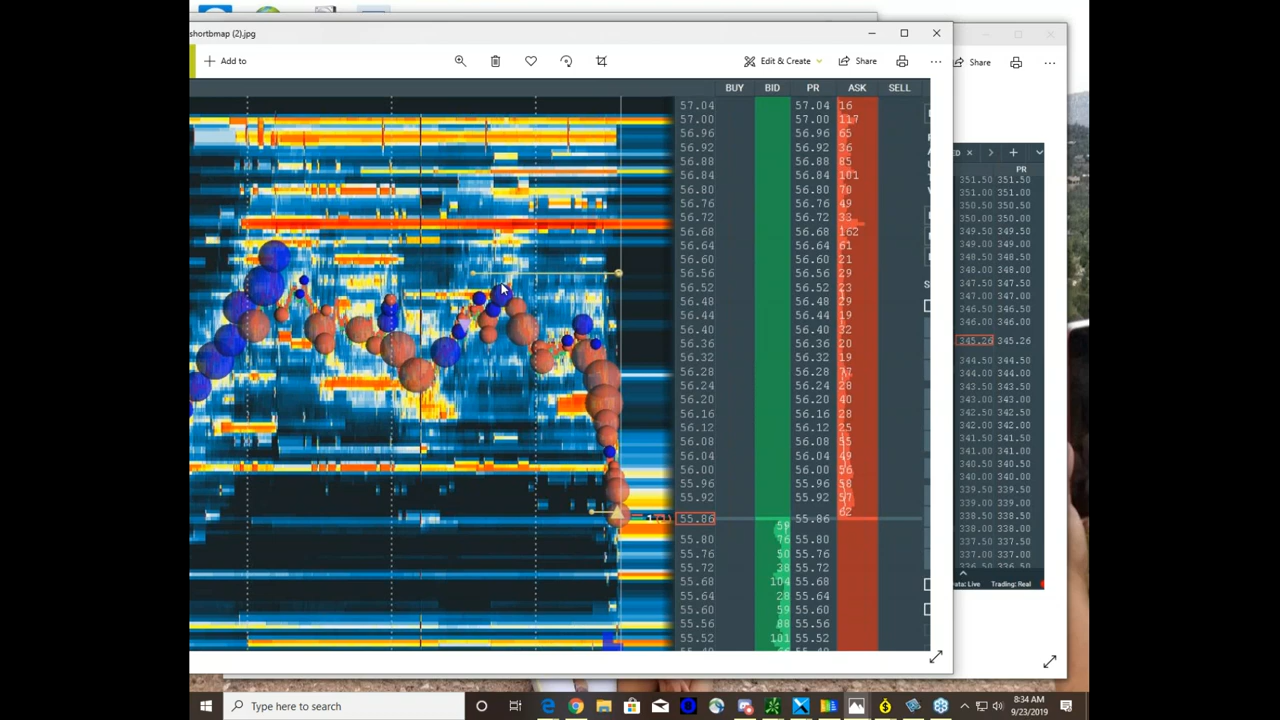 shortbmap (2).jpg
Add to
Edit & Create
Share
Share
BUY BID PR ASK SELL
57.04 57.04 16
57.00 57.00 117
56.96 56.96 65
56.92 56.92 36
56.88 56.88 85
56.84 56.84 101
56.80 56.80 70
56.76 56.76 49
56.72 56.72 33
56.68 56.68 162
56.64 56.64 61
56.60 56.60 21
56.56 56.56 29
56.52 56.52 23
56.48 56.48 29
56.44 56.44 19
56.40 56.40 32
56.36 56.36 20
56.32 56.32 19
56.28 56.28 77
56.24 56.24 28
56.20 56.20 40
56.16 56.16 28
56.12 56.12 25
56.08 56.08 55
56.04 56.04 49
56.00 56.00 56
55.96 55.96 58
55.92 55.92 57
62
55.86 55.86
59
55.80 76 55.80
55.76 50 55.76
55.72 38 55.72
55.68 104 55.68
55.64 28 55.64
55.60 59 55.60
55.56 88 55.56
55.52 101 55.52
PR
351.50 351.50
351.00 351.00
350.50 350.50
350.00 350.00
349.50 349.50
349.00 349.00
348.50 348.50
348.00 348.00
347.50 347.50
347.00 347.00
346.50 346.50
346.00 346.00
345.26 345.26
344.50 344.50
344.00 344.00
343.50 343.50
343.00 343.00
342.50 342.50
342.00 342.00
341.50 341.50
341.00 341.00
340.50 340.50
340.00 340.00
339.50 339.50
339.00 339.00
338.50 338.50
338.00 338.00
337.50 337.50
337.00 337.00
336.50 336.50
Trading: Real
Type here to search
8:34 AM
9/23/2019